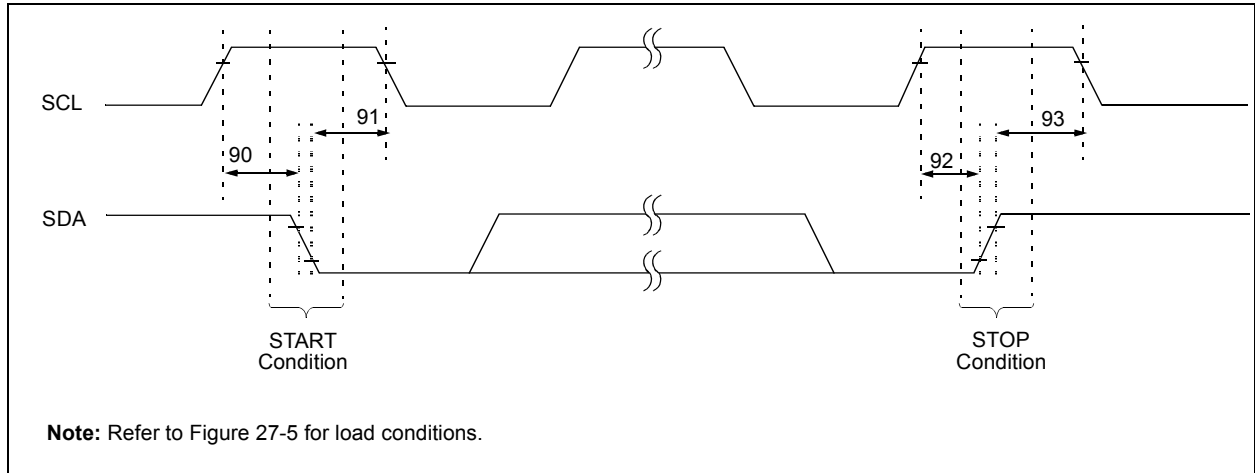 SCL
91
93
90
92
SDA
START
Condition
STOP
Condition
Note: Refer to Figure 27-5 for load conditions.